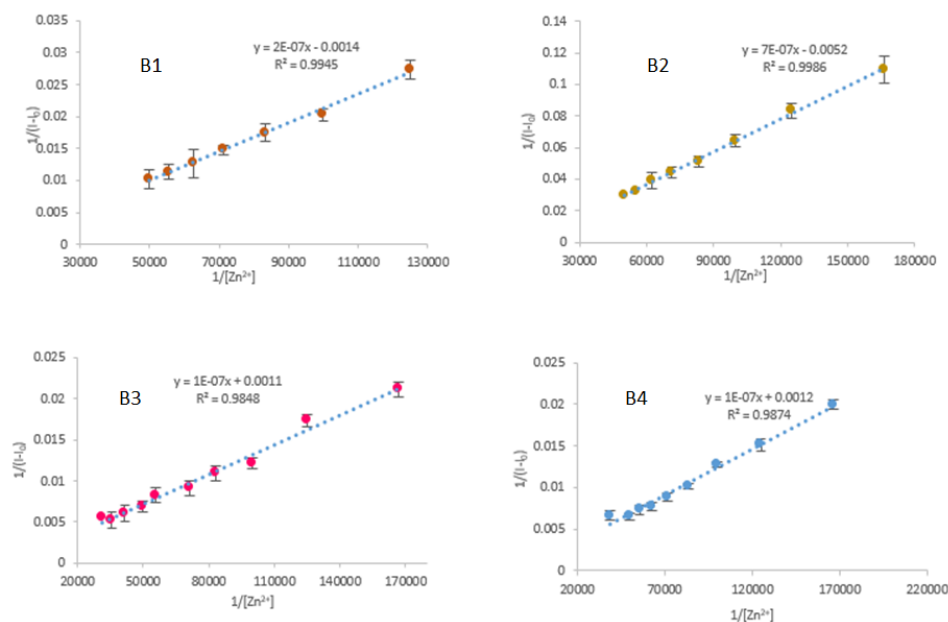 B1
y = 2E-07x - 0.0014
R² = 0.9945
0.035
0.03
0.025
0.02
0.015
0.01
0.005
0
1/(I-I₀)
30000 50000 70000 90000 110000 130000
1/[Zn²⁺]
B2
y = 7E-07x - 0.0052
R² = 0.9986
0.14
0.12
0.1
0.08
0.06
0.04
0.02
0
1/(I-I₀)
30000 60000 90000 120000 150000 180000
1/[Zn²⁺]
B3
y = 1E-07x + 0.0011
R² = 0.9848
0.025
0.02
0.015
0.01
0.005
0
1/(I-I₀)
20000 50000 80000 110000 140000 170000
1/[Zn²⁺]
B4
y = 1E-07x + 0.0012
R² = 0.9874
0.025
0.02
0.015
0.01
0.005
0
1/(I-I₀)
20000 70000 120000 170000 220000
1/[Zn²⁺]